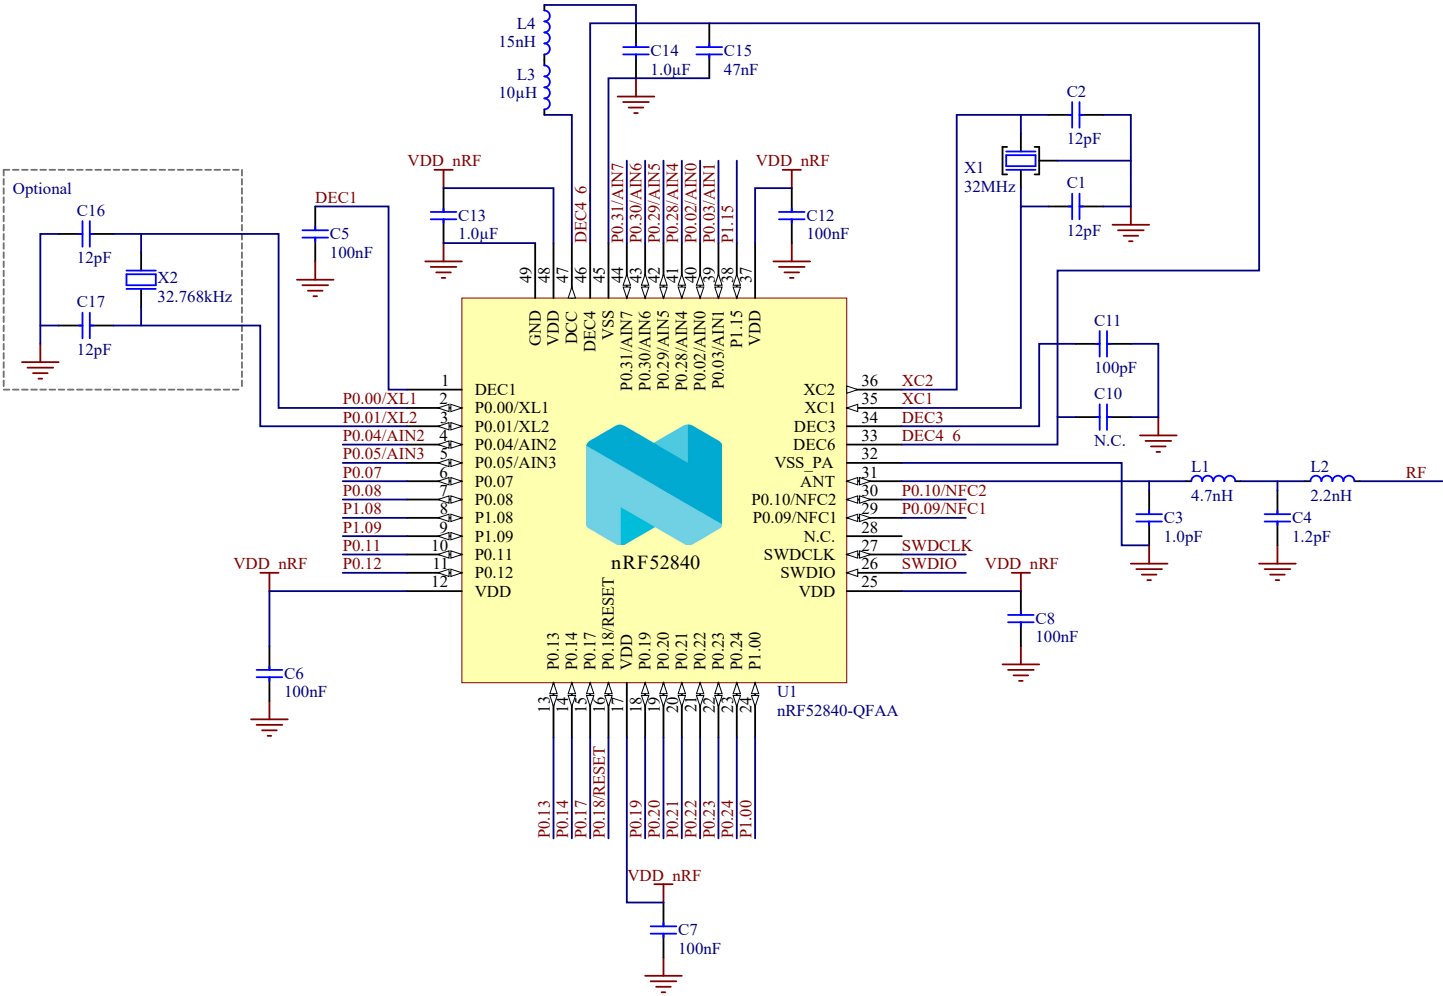 L4
15nH
L3
10µH
C14
1.0µF
C15
47nF
C2
12pF
X1
32MHz
C1
12pF
VDD_nRF
C13
1.0µF
DEC4_6
P0.31/AIN7
P0.30/AIN6
P0.29/AIN5
P0.28/AIN4
P0.02/AIN0
P0.03/AIN1
P1.15
VDD_nRF
C12
100nF
Optional
C16
12pF
X2
32.768kHz
C17
12pF
DEC1
C5
100nF
49
48
47
46
45
44
43
42
41
40
39
38
37
GND
VDD
DCC
DEC4
VSS
P0.31/AIN7
P0.30/AIN6
P0.29/AIN5
P0.28/AIN4
P0.02/AIN0
P0.03/AIN1
P1.15
VDD
C11
100pF
C10
N.C.
1 DEC1
P0.00/XL1 2 P0.00/XL1
P0.01/XL2 3 P0.01/XL2
P0.04/AIN2 4 P0.04/AIN2
P0.05/AIN3 5 P0.05/AIN3
P0.07 6 P0.07
P0.08 7 P0.08
P1.08 8 P1.08
P1.09 9 P1.09
P0.11 10 P0.11
P0.12 11 P0.12
12 VDD
XC2 36 XC2
XC1 35 XC1
DEC3 34 DEC3
DEC6 33 DEC4_6
VSS_PA 32
ANT 31
P0.10/NFC2 30 P0.10/NFC2
P0.09/NFC1 29 P0.09/NFC1
N.C. 28
SWDCLK 27 SWDCLK
SWDIO 26 SWDIO
VDD 25
L1
4.7nH
L2
2.2nH
RF
C3
1.0pF
C4
1.2pF
nRF52840
VDD_nRF
C6
100nF
VDD_nRF
C8
100nF
P0.13
P0.14
P0.17
P0.18/RESET
VDD
P0.19
P0.20
P0.21
P0.22
P0.23
P0.24
P1.00
U1
nRF52840-QFAA
13
14
15
16
17
18
19
20
21
22
23
24
P0.13
P0.14
P0.17
P0.18/RESET
P0.19
P0.20
P0.21
P0.22
P0.23
P0.24
P1.00
VDD_nRF
C7
100nF